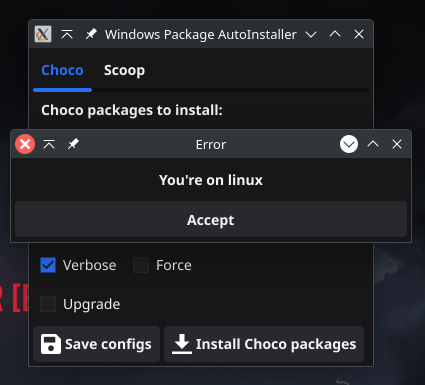 Windows Package AutoInstaller
Choco Scoop
Choco packages to install:
Error
You're on linux
Accept
Verbose Force
Upgrade
Save configs Install Choco packages